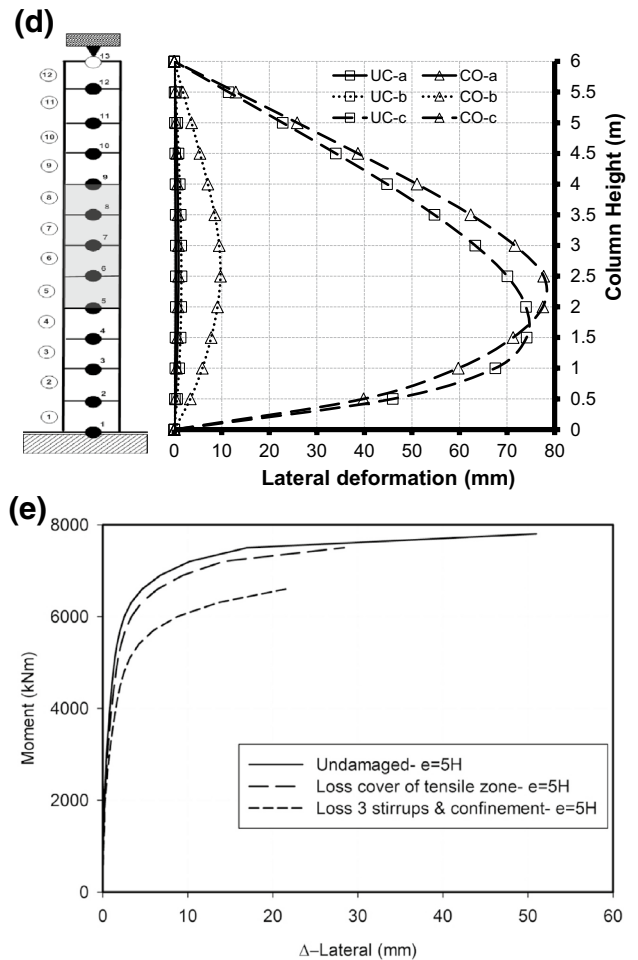 (d)
13
12
11
10
9
8
7
6
5
4
3
2
1
12
11
10
9
8
7
6
5
4
3
2
1
UC-a
CO-a
UC-b
CO-b
UC-c
CO-c
6
5.5
5
4.5
4
3.5
3
2.5
2
1.5
1
0.5
0
Column Height (m)
0 10 20 30 40 50 60 70 80
Lateral deformation (mm)
(e)
8000
6000
4000
2000
0
Moment (kNm)
Undamaged- e=5H
Loss cover of tensile zone- e=5H
Loss 3 stirrups & confinement- e=5H
0 10 20 30 40 50 60
Δ–Lateral (mm)